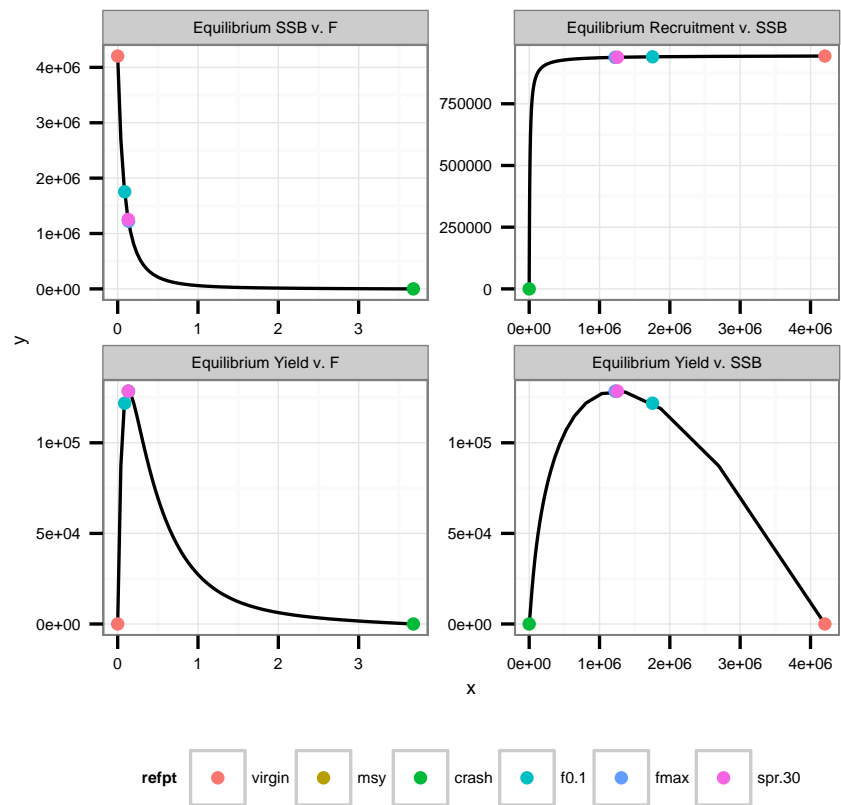 Equilibrium SSB v. F
Equilibrium Recruitment v. SSB
4e+06
3e+06
2e+06
1e+06
0e+00
0 1 2 3
750000
500000
250000
0
0e+00 1e+06 2e+06 3e+06 4e+06
y
Equilibrium Yield v. F
Equilibrium Yield v. SSB
1e+05
5e+04
0e+00
0 1 2 3
1e+05
5e+04
0e+00
0e+00 1e+06 2e+06 3e+06 4e+06
x
refpt virgin msy crash f0.1 fmax spr.30